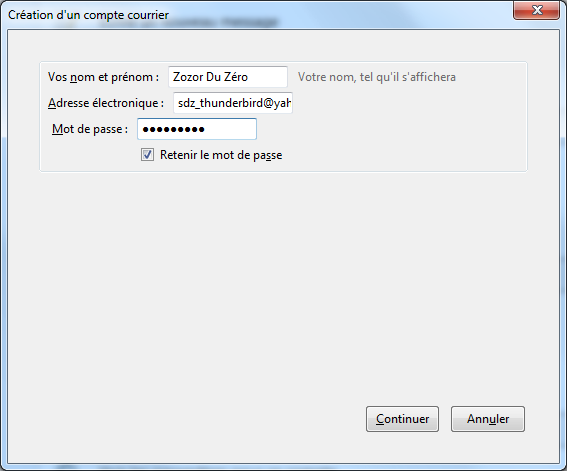 Création d'un compte courrier
Vos nom et prénom : Zozor Du Zéro Votre nom, tel qu'il s'affichera
Adresse électronique : sdz_thunderbird@yah
Mot de passe : ●●●●●●●●●
Retenir le mot de passe
Continuer Annuler